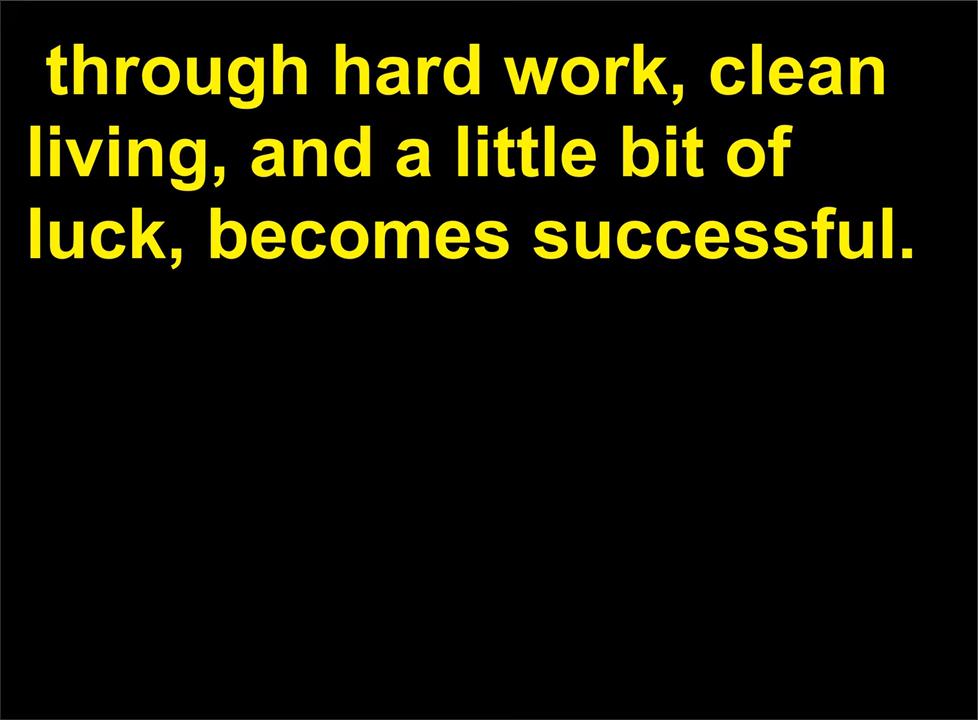 through hard work, clean
living, and a little bit of
luck, becomes successful.